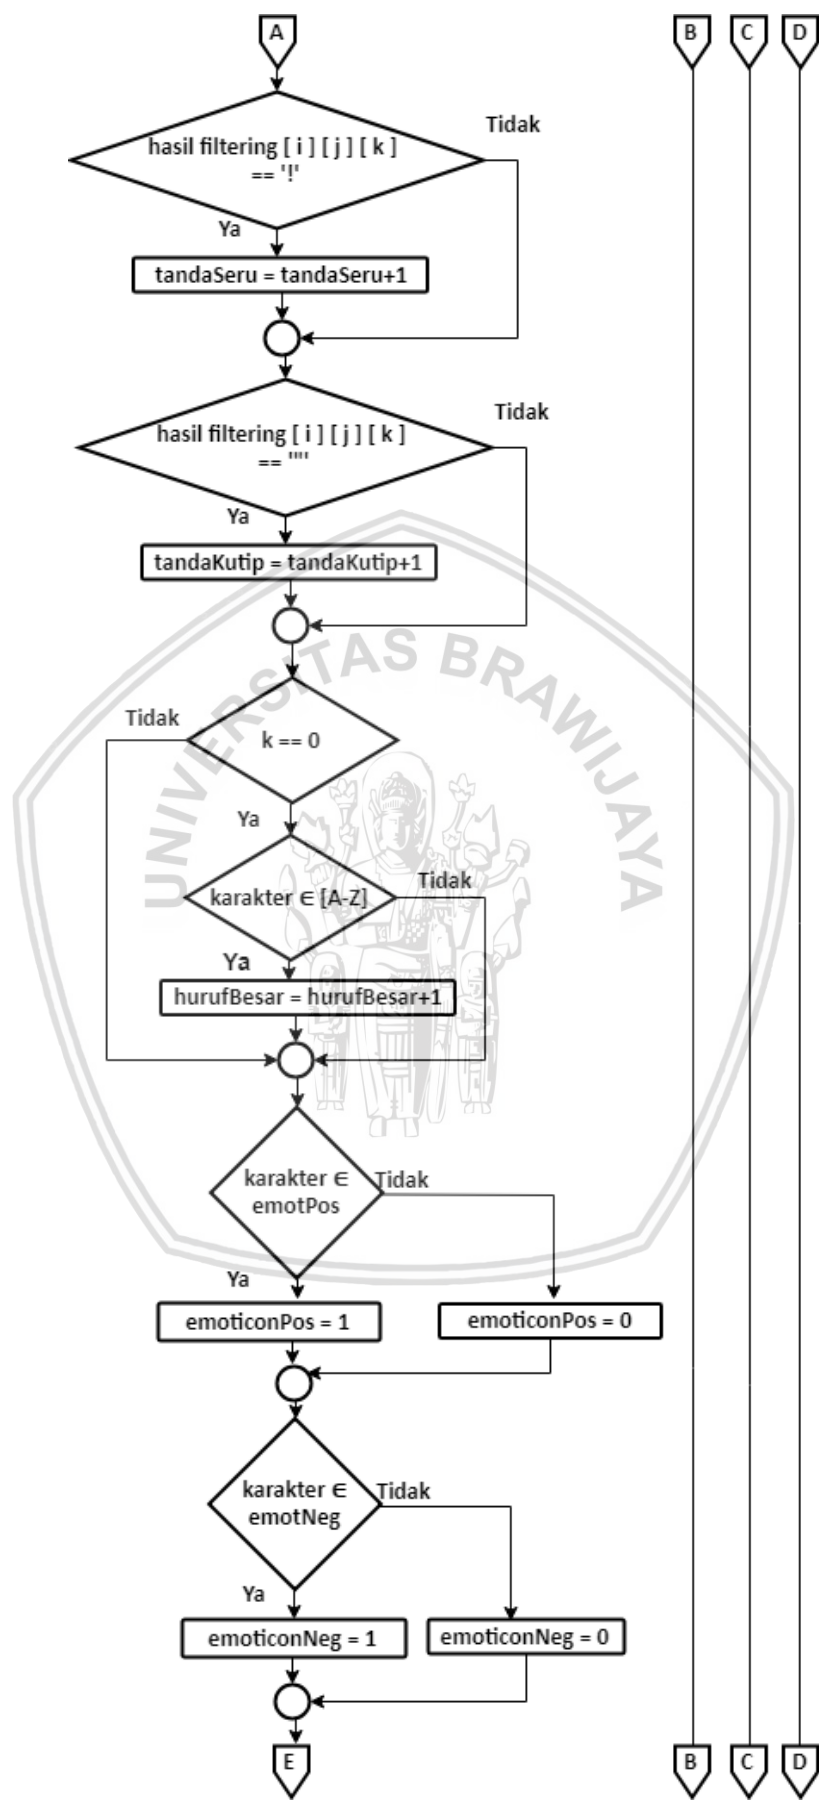 A
B
C
D
Tidak
hasil filtering [ i ] [ j ] [ k ]
== '!'
Ya
tandaSeru = tandaSeru+1
Tidak
hasil filtering [ i ] [ j ] [ k ]
== '"'
Ya
tandaKutip = tandaKutip+1
UNIVERSITAS BRAWIJAYA
Tidak
k == 0
Ya
Tidak
karakter ∈ [A-Z]
Ya
hurufBesar = hurufBesar+1
karakter ∈
emotPos
Tidak
Ya
emoticonPos = 1
emoticonPos = 0
karakter ∈
emotNeg
Tidak
Ya
emoticonNeg = 1
emoticonNeg = 0
E
B
C
D